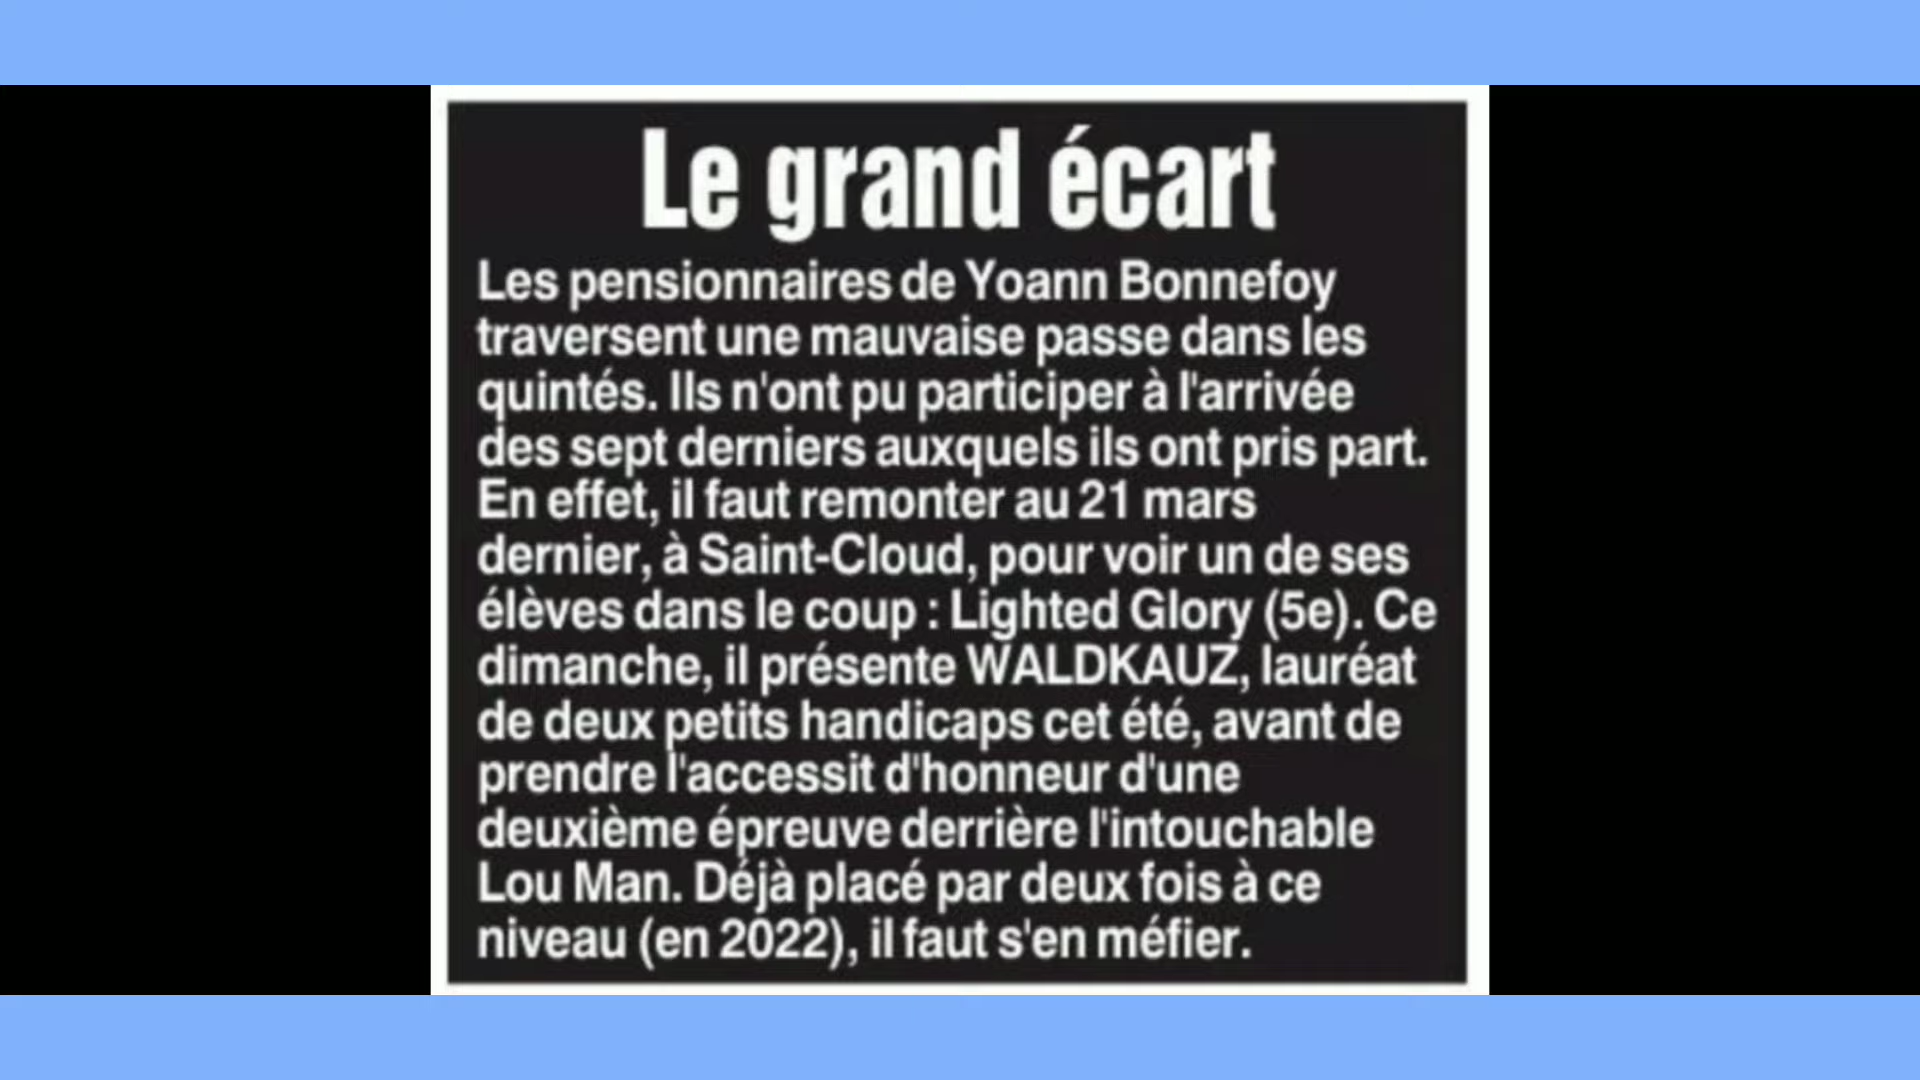 Le grand écart
Les pensionnaires de Yoann Bonnefoy
traversent une mauvaise passe dans les
quintés. Ils n'ont pu participer à l'arrivée
des sept derniers auxquels ils ont pris part.
En effet, il faut remonter au 21 mars
dernier, à Saint-Cloud, pour voir un de ses
élèves dans le coup : Lighted Glory (5e). Ce
dimanche, il présente WALDKAUZ, lauréat
de deux petits handicaps cet été, avant de
prendre l'accessit d'honneur d'une
deuxième épreuve derrière l'intouchable
Lou Man. Déjà placé par deux fois à ce
niveau (en 2022), il faut s'en méfier.